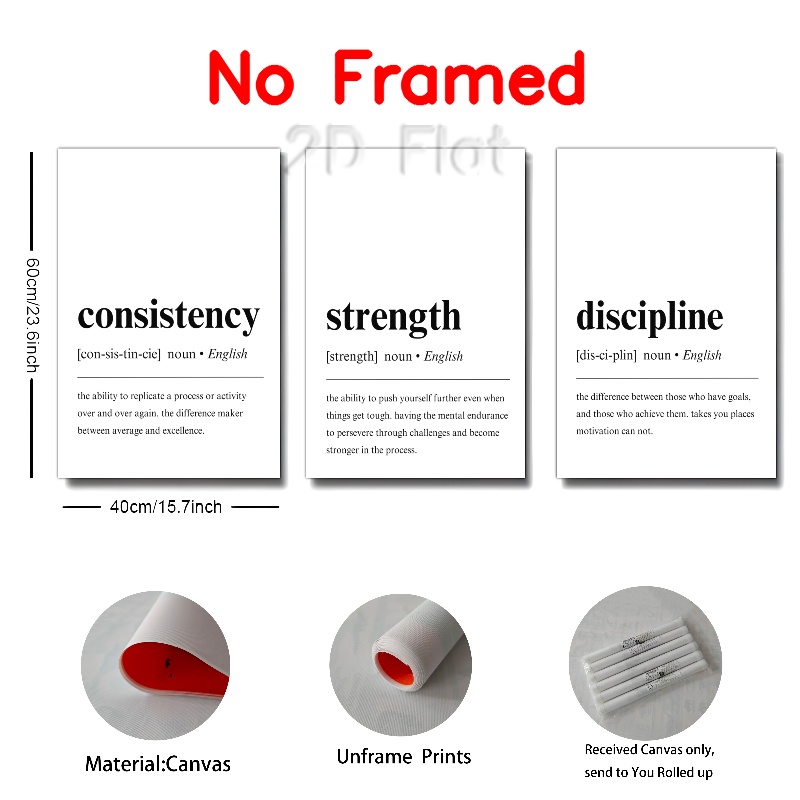 No Framed
2D Flat
60cm/23.6inch
consistency
[con-sis-tin-cie] noun • English
the ability to replicate a process or activity
over and over again. the difference maker
between average and excellence.
strength
[strength] noun • English
the ability to push yourself further even when
things get tough. having the mental endurance
to persevere through challenges and become
stronger in the process.
discipline
[dis-ci-plin] noun • English
the difference between those who have goals,
and those who achieve them. takes you places
motivation can not.
40cm/15.7inch
Material:Canvas
Unframe Prints
Received Canvas only,
send to You Rolled up